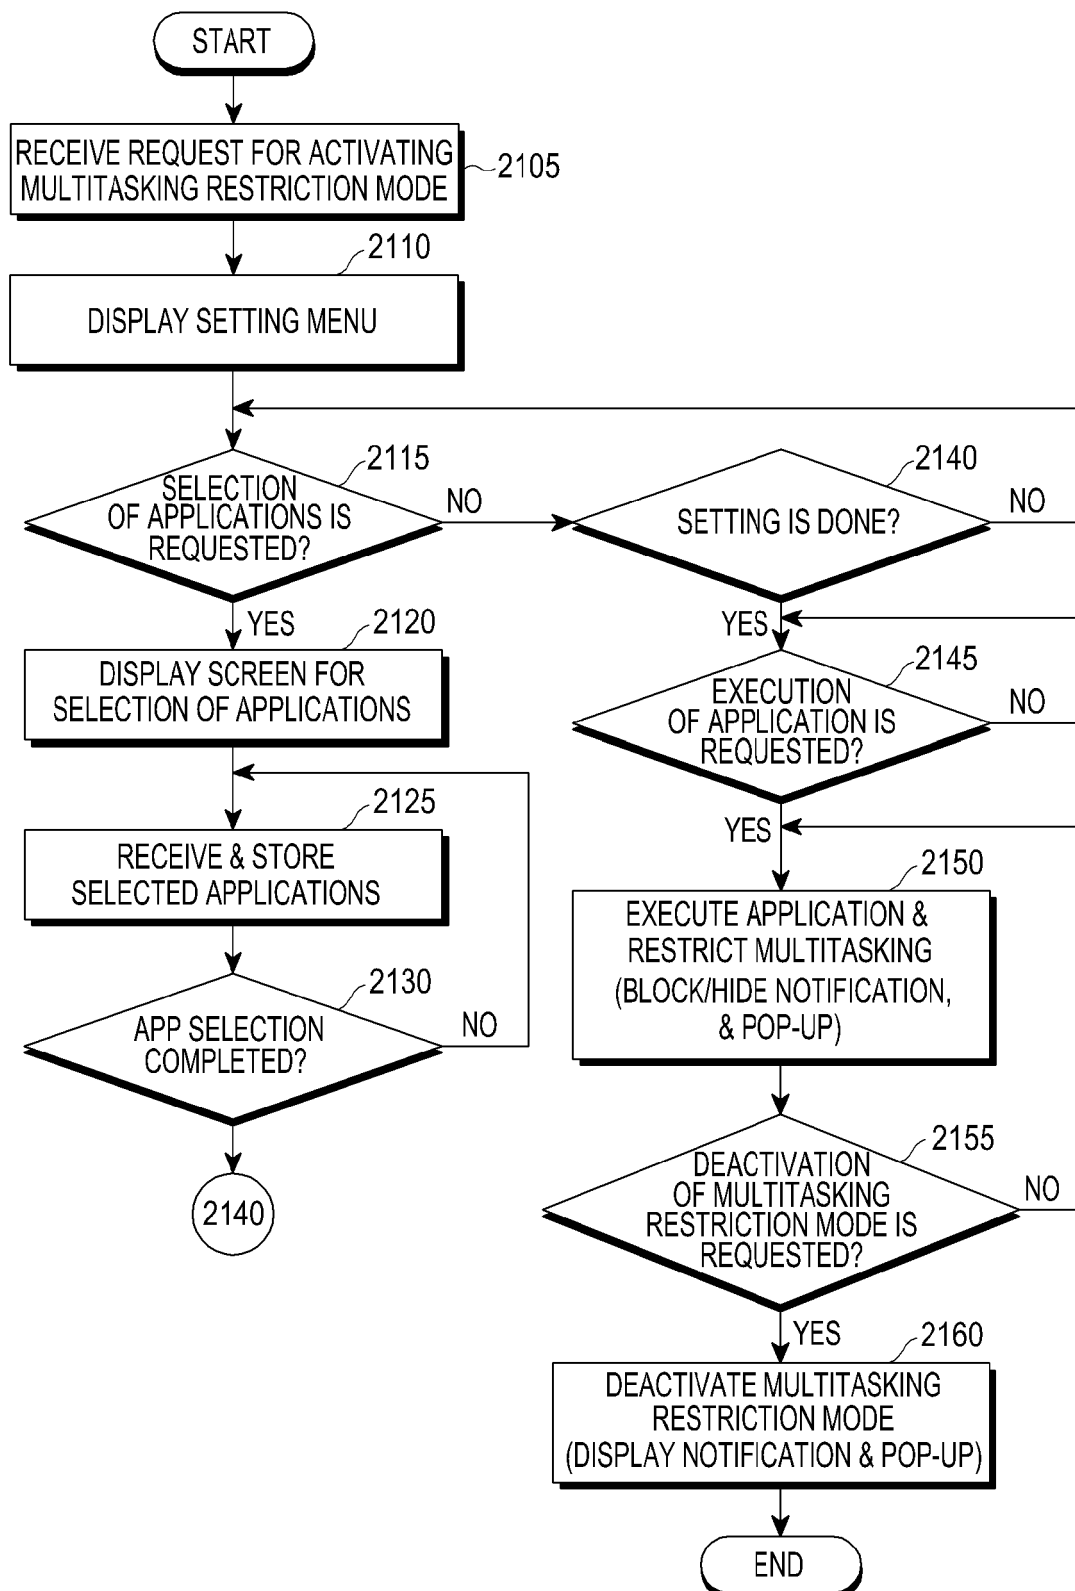 START
RECEIVE REQUEST FOR ACTIVATING
MULTITASKING RESTRICTION MODE
2105
2110
DISPLAY SETTING MENU
2115
SELECTION
OF APPLICATIONS IS
REQUESTED?
NO
YES
2120
DISPLAY SCREEN FOR
SELECTION OF APPLICATIONS
2125
RECEIVE & STORE
SELECTED APPLICATIONS
2130
APP SELECTION
COMPLETED?
NO
2140
2140
SETTING IS DONE?
NO
YES
2145
EXECUTION
OF APPLICATION IS
REQUESTED?
NO
YES
2150
EXECUTE APPLICATION &
RESTRICT MULTITASKING
(BLOCK/HIDE NOTIFICATION,
& POP-UP)
2155
DEACTIVATION
OF MULTITASKING
RESTRICTION MODE IS
REQUESTED?
NO
YES
2160
DEACTIVATE MULTITASKING
RESTRICTION MODE
(DISPLAY NOTIFICATION & POP-UP)
END